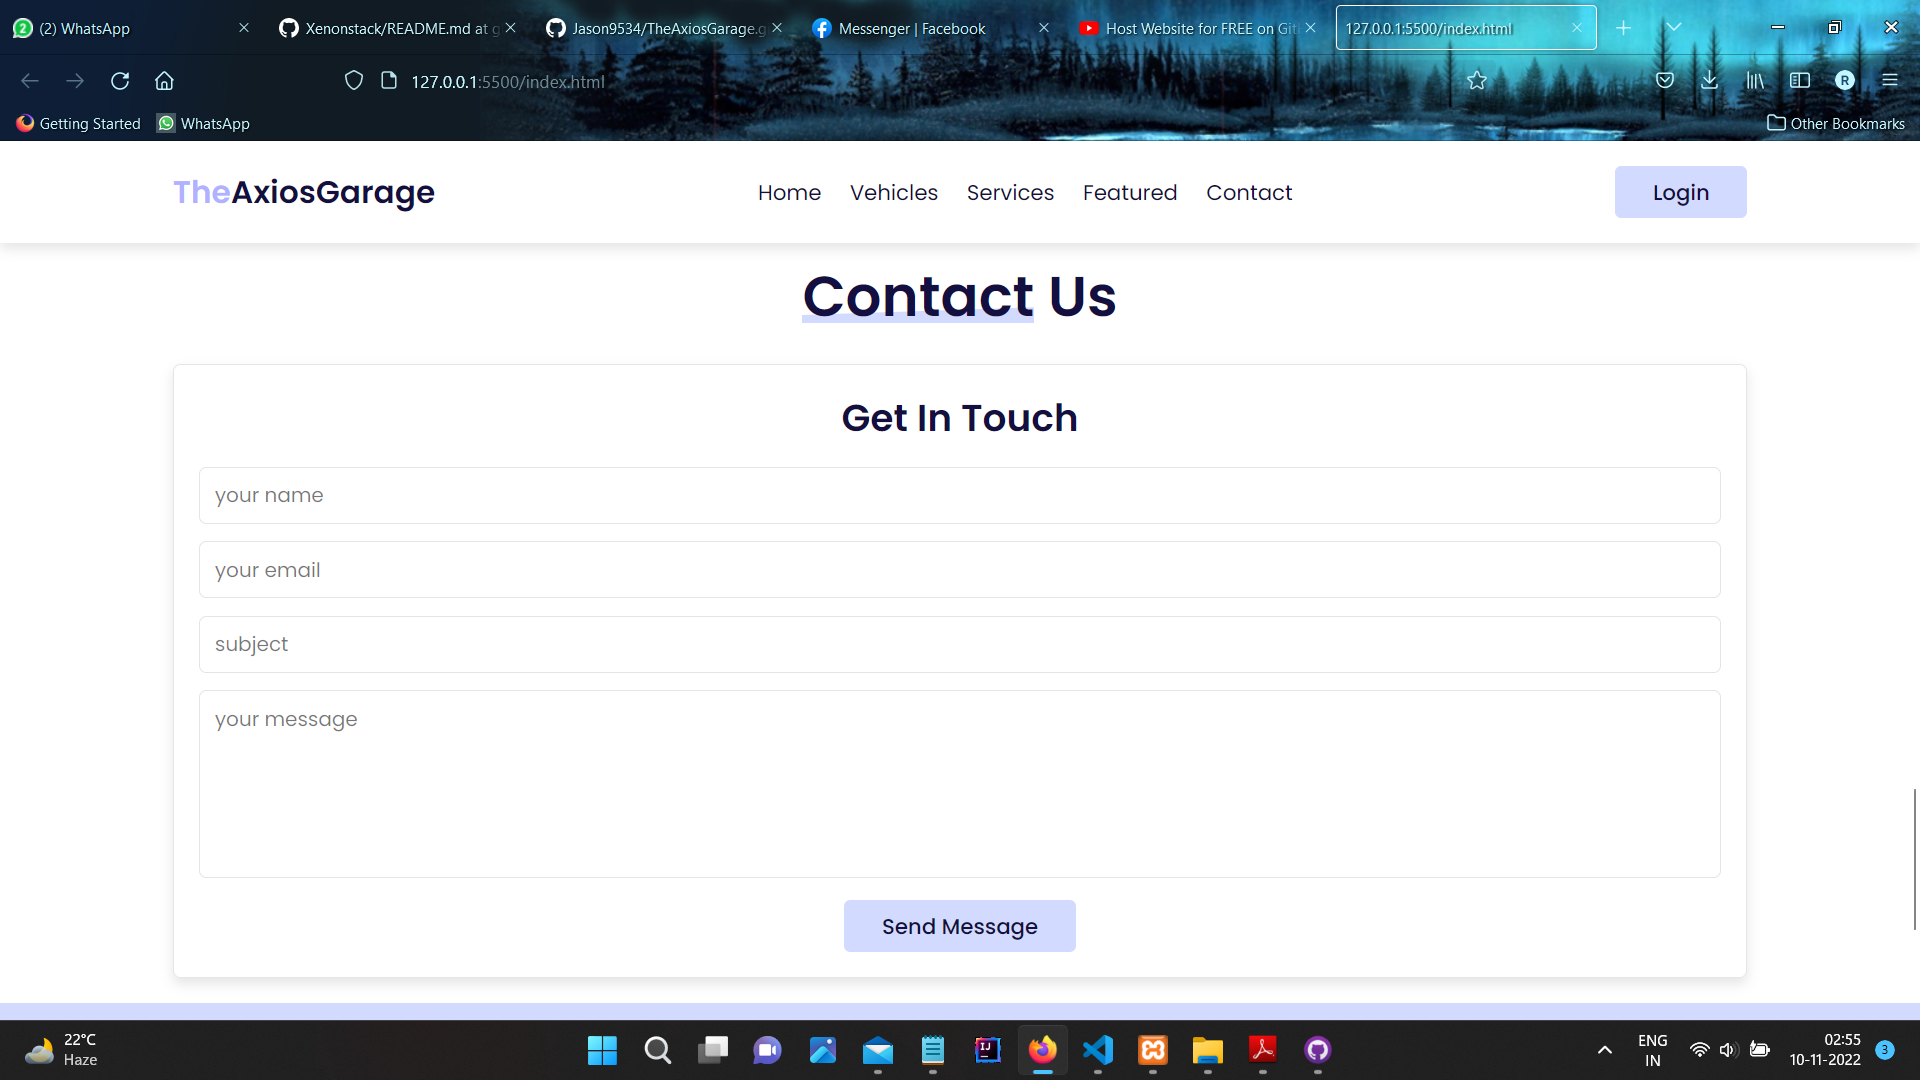 (2) WhatsApp
Xenonstack/README.md at g
Jason9534/TheAxiosGarage.g
Messenger | Facebook
Host Website for FREE on Git
127.0.0.1:5500/index.html
127.0.0.1:5500/index.html
R
Getting Started
WhatsApp
Other Bookmarks
TheAxiosGarage
Home
Vehicles
Services
Featured
Contact
Login
Contact Us
Get In Touch
your name
your email
subject
your message
Send Message
22°C
Haze
ENG
IN
02:55
10-11-2022
3